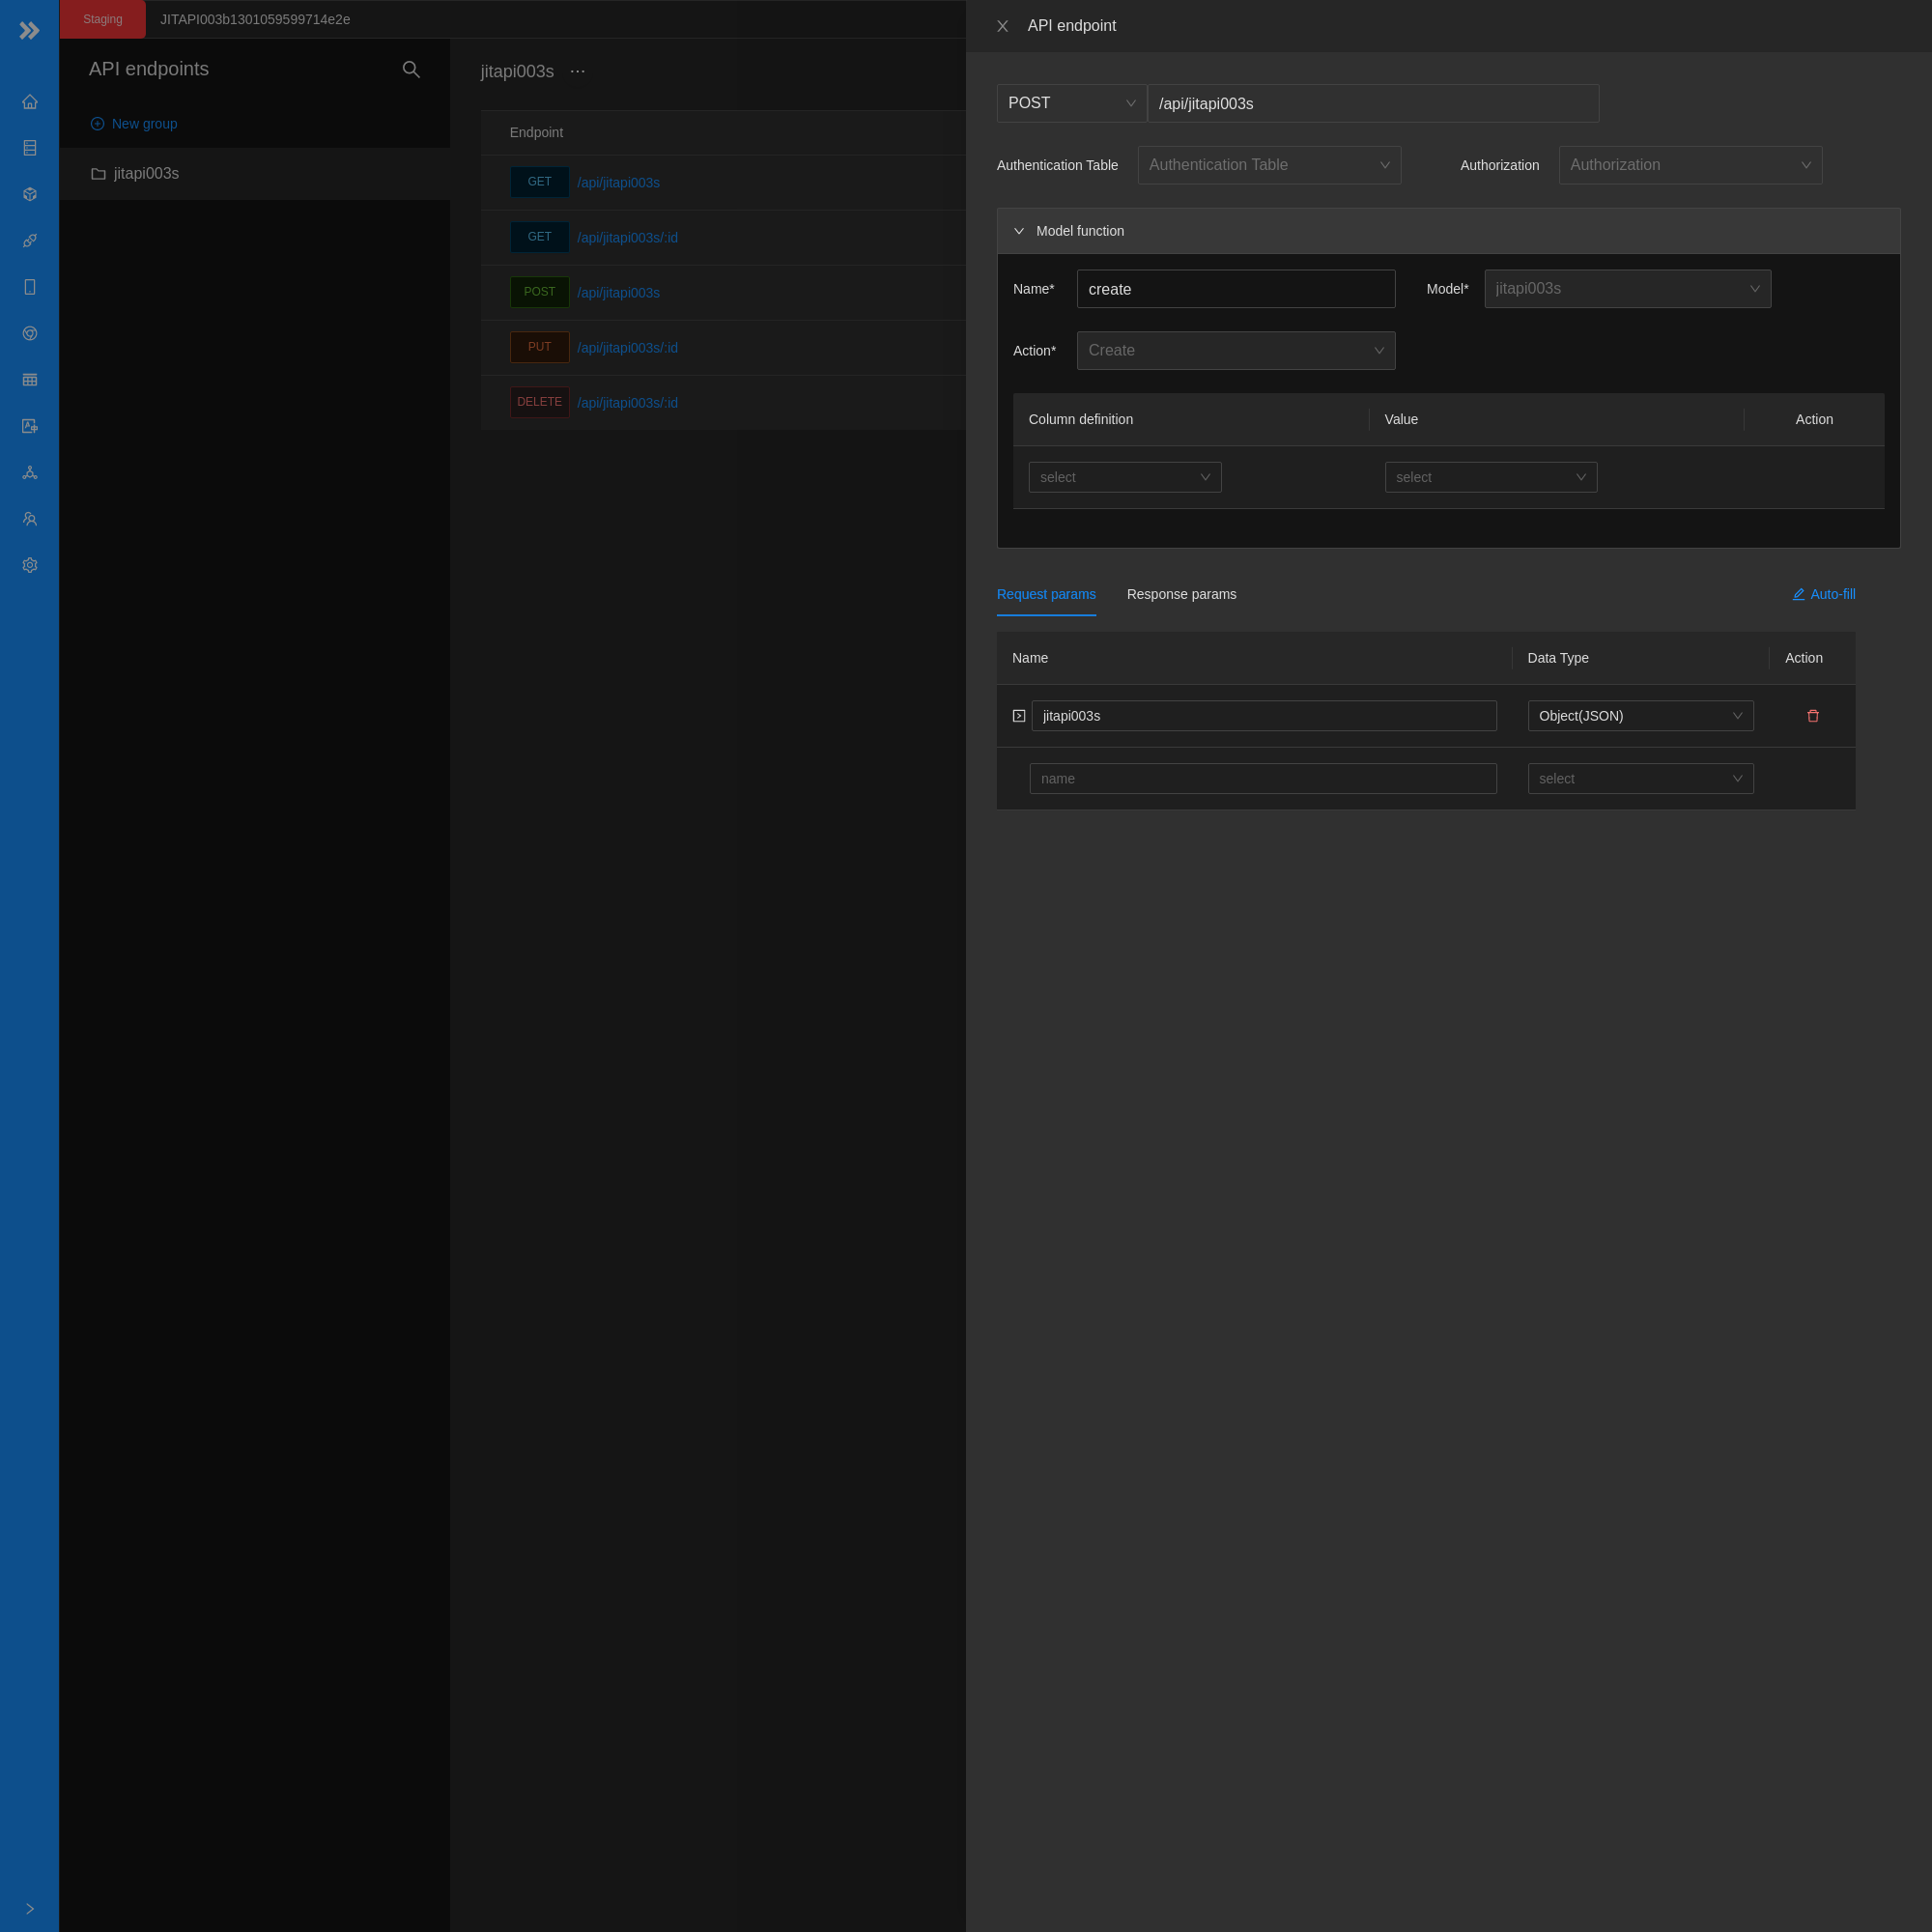 Staging
JITAPI003b1301059599714e2e
API endpoints
New group
jitapi003s
jitapi003s ···
Endpoint
GET /api/jitapi003s
GET /api/jitapi003s/:id
POST /api/jitapi003s
PUT /api/jitapi003s/:id
DELETE /api/jitapi003s/:id
API endpoint
POST /api/jitapi003s
Authentication Table Authentication Table Authorization Authorization
Model function
Name* create Model* jitapi003s
Action* Create
Column definition Value Action
select select
Request params Response params Auto-fill
Name Data Type Action
jitapi003s Object(JSON)
name select